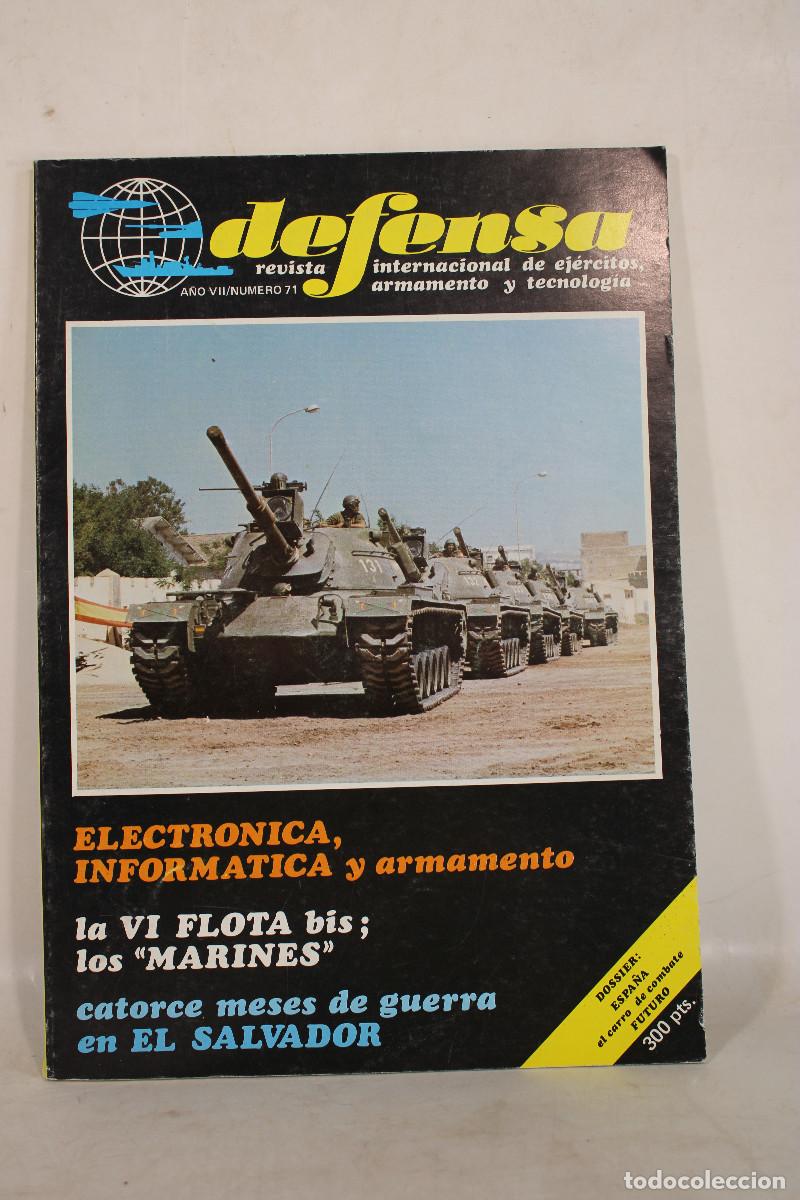 defensa
revista internacional de ejércitos,
armamento y tecnología
AÑO VII/NUMERO 71
131
137
ELECTRONICA,
INFORMATICA y armamento
la VI FLOTA bis;
los "MARINES"
catorce meses de guerra
en EL SALVADOR
DOSSIER:
ESPAÑA
el carro de combate
FUTURO
300 pts.
todocoleccion